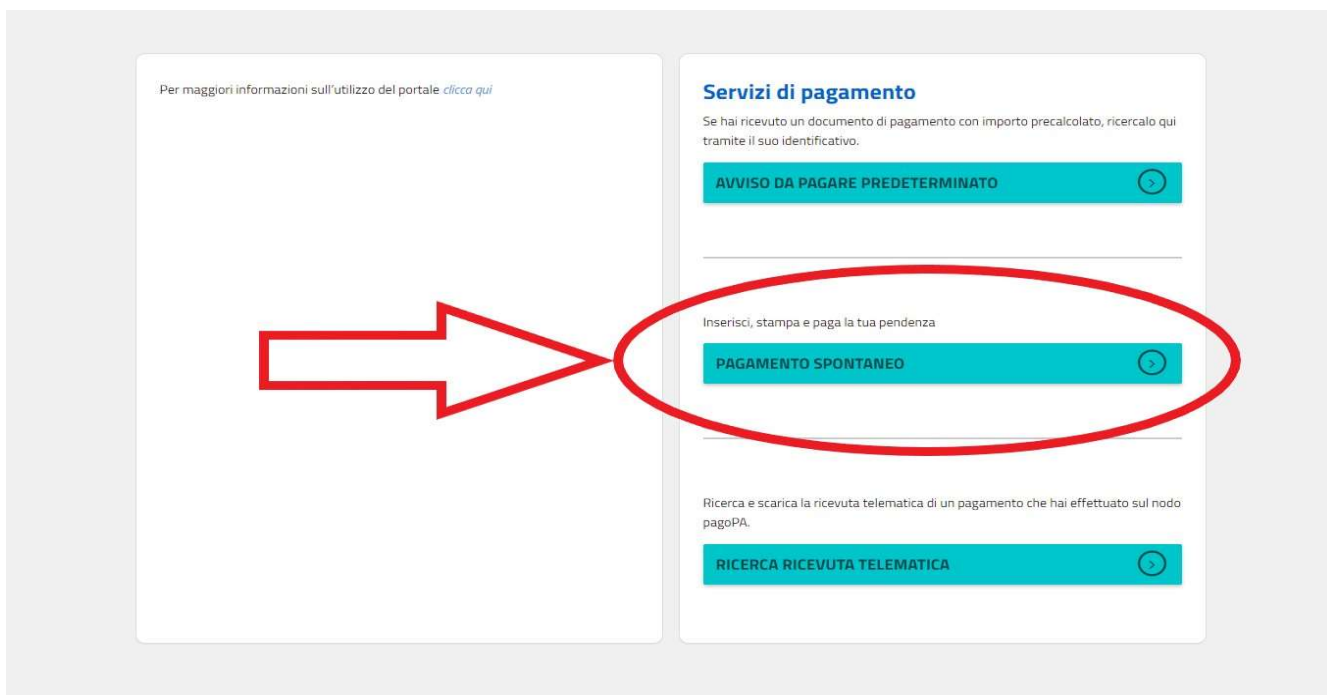 Per maggiori informazioni sull'utilizzo del portale clicca qui
Servizi di pagamento
Se hai ricevuto un documento di pagamento con importo precalcolato, ricercalo qui
tramite il suo identificativo.
AVVISO DA PAGARE PREDETERMINATO
Inserisci, stampa e paga la tua pendenza
PAGAMENTO SPONTANEO
Ricerca e scarica la ricevuta telematica di un pagamento che hai effettuato sul nodo
pagoPA.
RICERCA RICEVUTA TELEMATICA